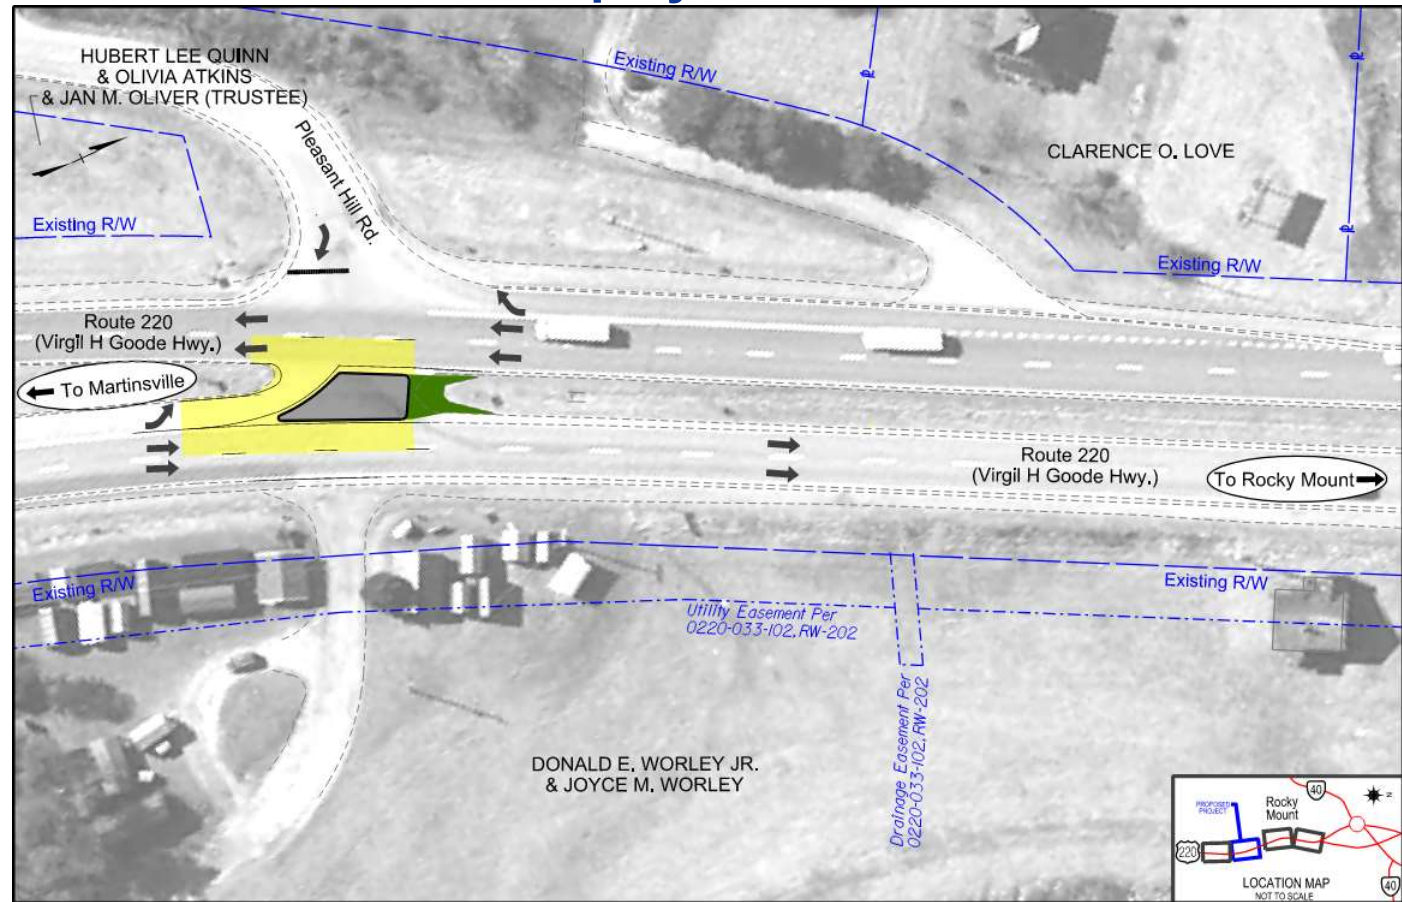 HUBERT LEE QUINN
& OLIVIA ATKINS
& JAN M. OLIVER (TRUSTEE)
Pleasant Hill Rd.
Existing R/W
Existing R/W
CLARENCE O. LOVE
Existing R/W
Route 220
(Virgil H Goode Hwy.)
To Martinsville
Route 220
(Virgil H Goode Hwy.)
To Rocky Mount
Existing R/W
Existing R/W
Utility Easement Per
0220-033-102, RW-202
Drainage Easement Per
0220-033-102, RW-202
DONALD E. WORLEY JR.
& JOYCE M. WORLEY
PROPOSED
PROJECT
Rocky
Mount
40
N
220
40
LOCATION MAP
NOT TO SCALE